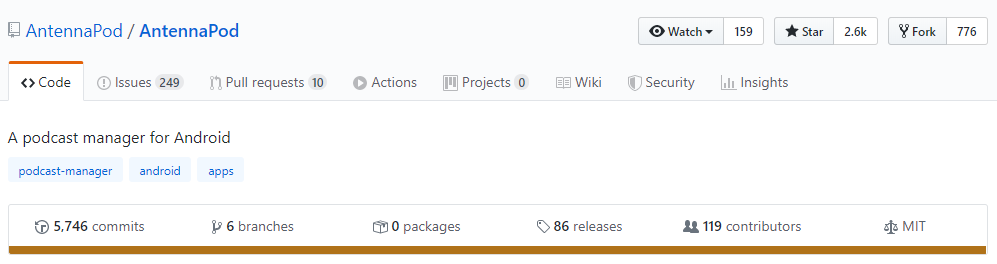 AntennaPod / AntennaPod Watch 159 Star 2.6k Fork 776
Code Issues 249 Pull requests 10 Actions Projects 0 Wiki Security Insights
A podcast manager for Android
podcast-manager android apps
5,746 commits 6 branches 0 packages 86 releases 119 contributors MIT